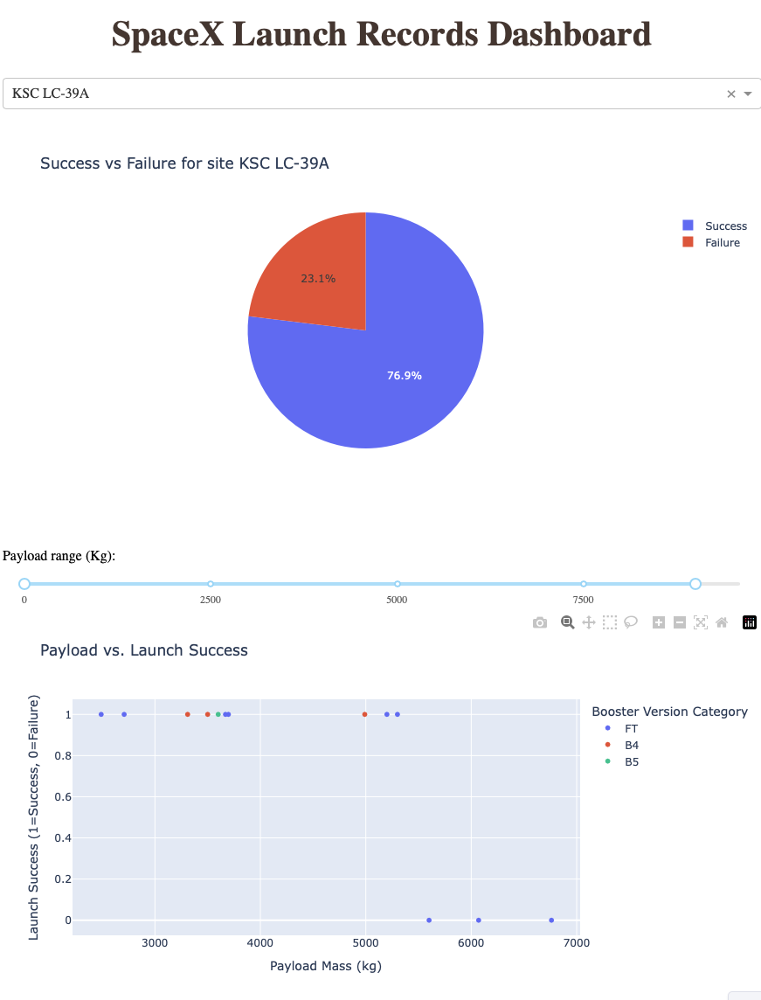 SpaceX Launch Records Dashboard
KSC LC-39A
Success vs Failure for site KSC LC-39A
Success
Failure
23.1%
76.9%
Payload range (Kg):
0 2500 5000 7500
Payload vs. Launch Success
Launch Success (1=Success, 0=Failure)
1
0.8
0.6
0.4
0.2
0
3000 4000 5000 6000 7000
Payload Mass (kg)
Booster Version Category
FT
B4
B5